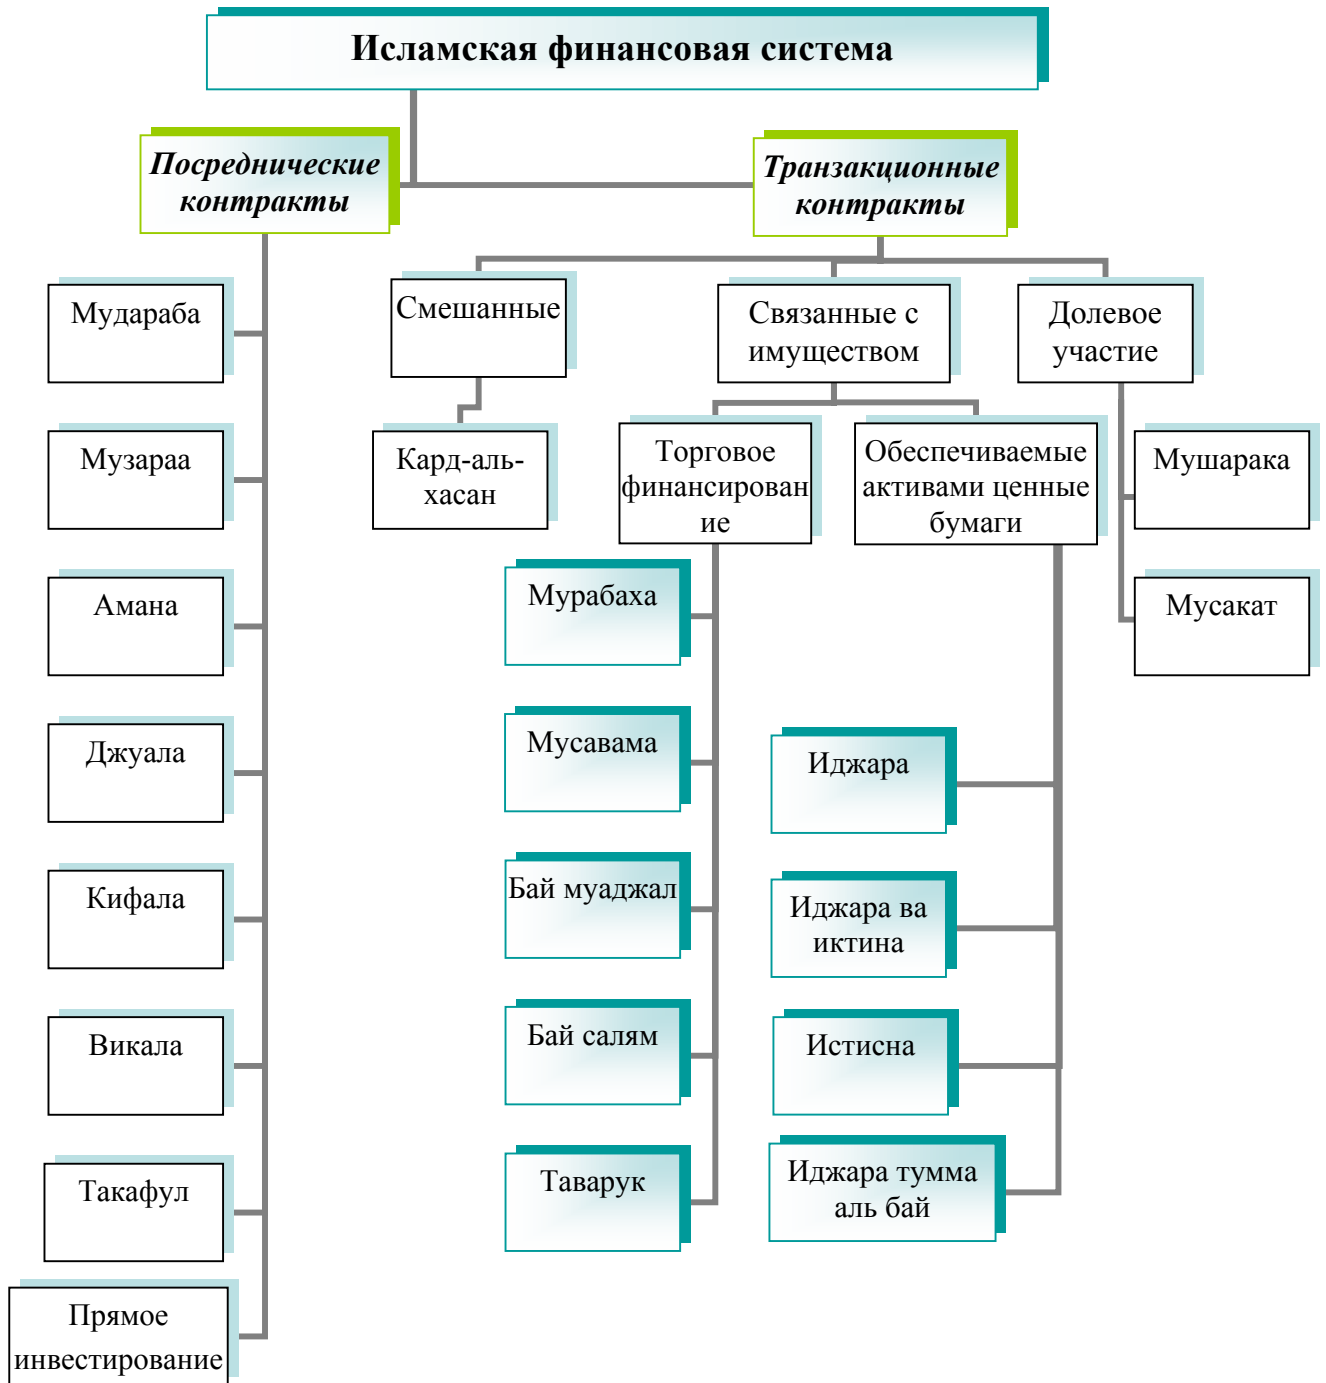 Исламская финансовая система
Посреднические
контракты
Транзакционные
контракты
Мудараба
Музараа
Амана
Джуала
Кифала
Викала
Такафул
Прямое
инвестирование
Смешанные
Кард-аль-
хасан
Связанные с
имуществом
Торговое
финансирован
ие
Мурабаха
Мусавама
Бай муаджал
Бай салям
Таварук
Обеспечиваемые
активами ценные
бумаги
Иджара
Иджара ва
иктина
Истисна
Иджара тумма
аль бай
Долевое
участие
Мушарака
Мусакат